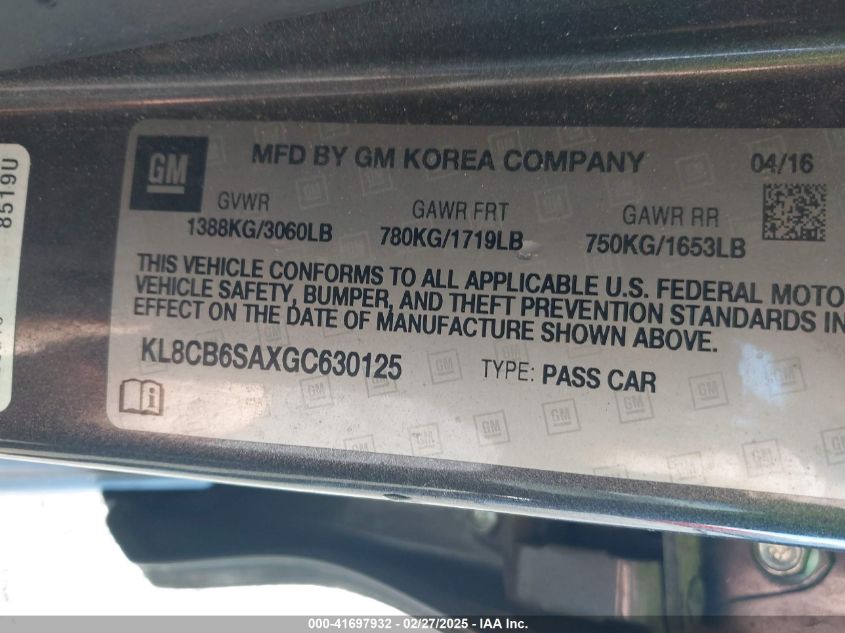 GM
MFD BY GM KOREA COMPANY 04/16
GVWR GAWR FRT GAWR RR
1388KG/3060LB 780KG/1719LB 750KG/1653LB
THIS VEHICLE CONFORMS TO ALL APPLICABLE U.S. FEDERAL MOTO
VEHICLE SAFETY, BUMPER, AND THEFT PREVENTION STANDARDS IN
EFFECT ON THE DATE OF MANUFACTURE SHOWN ABOVE.
KL8CB6SAXGC630125 TYPE: PASS CAR
8519U
000-41697932 - 02/27/2025 - IAA Inc.